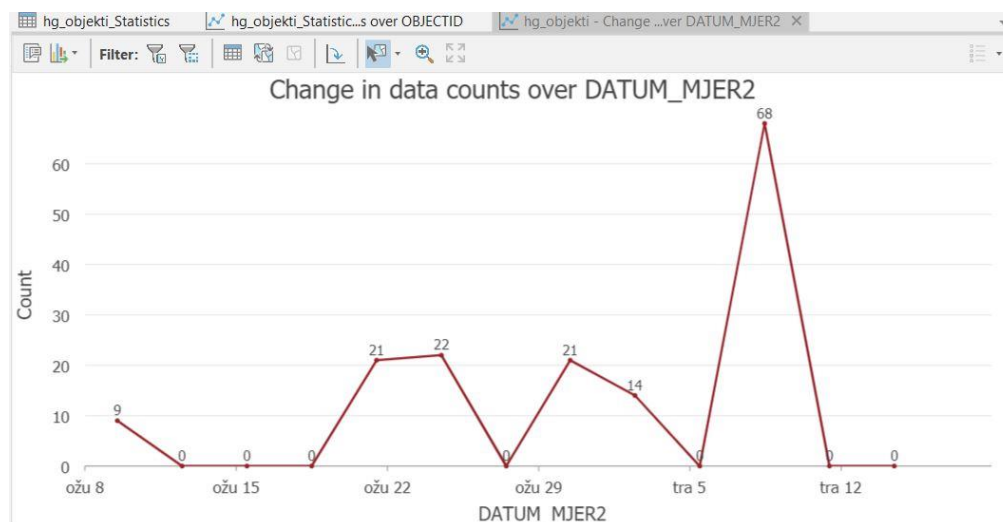 hg_objekti_Statistics
hg_objekti_Statistic...s over OBJECTID
hg_objekti - Change ...ver DATUM_MJER2
Filter:
Change in data counts over DATUM_MJER2
68
60
50
40
30
20
10
0
Count
9
0
0
0
21
22
0
21
14
0
0
0
ožu 8
ožu 15
ožu 22
ožu 29
tra 5
tra 12
DATUM_MJER2